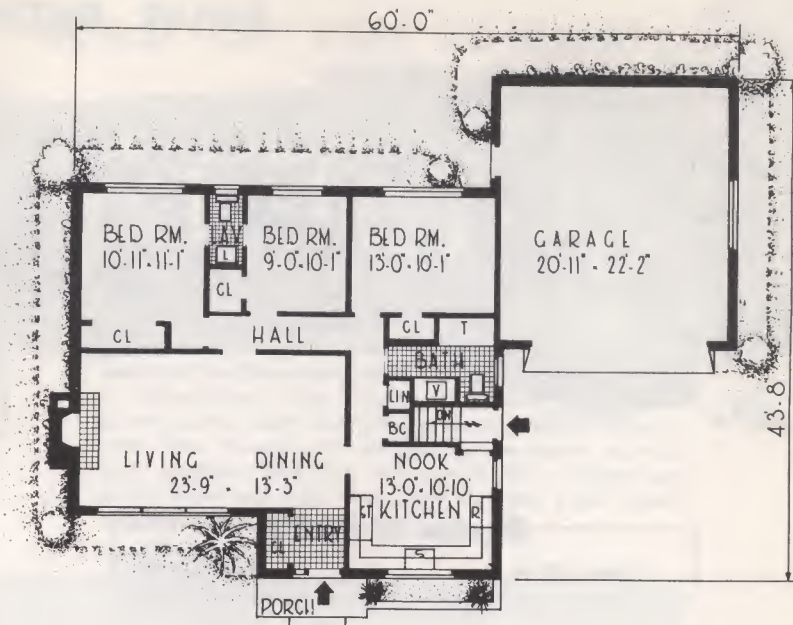 60'-0"
BED RM.
10'-11"-11'-1"
LAV
L
CL
BED RM.
9'-0"-10'-1"
BED RM.
13'-0"-10'-1"
GARAGE
20'-11" - 22'-2"
CL
HALL
CL
T
BATH
LIN
V
BC
DN
43'-8
LIVING DINING
23'-9" - 13'-3"
NOOK
13'-0"-10'-10"
KITCHEN
R
S
CL
ENTRY
PORCH